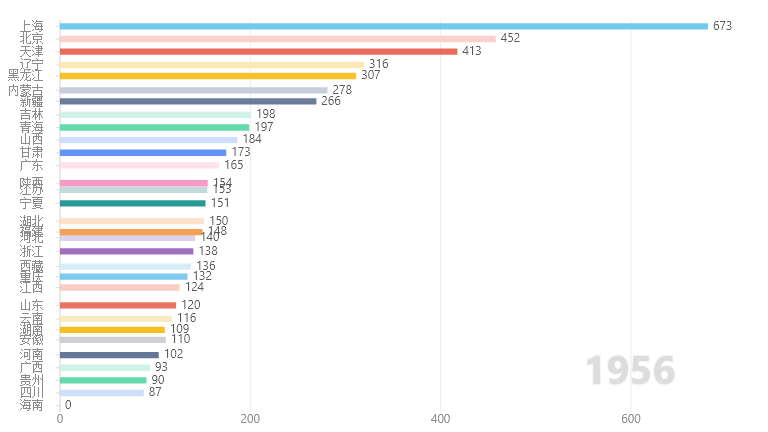 上海 673
北京 452
天津 413
辽宁 316
黑龙江 307
内蒙古 278
新疆 266
吉林 198
青海 197
山西 184
甘肃 173
广东 165
陕西 154
江苏 153
宁夏 151
湖北 150
福建 148
河北 140
浙江 138
西藏 136
重庆 132
江西 124
山东 120
云南 116
湖南 109
安徽 110
河南 102
广西 93
贵州 90
四川 87
海南 0
1956
0 200 400 600